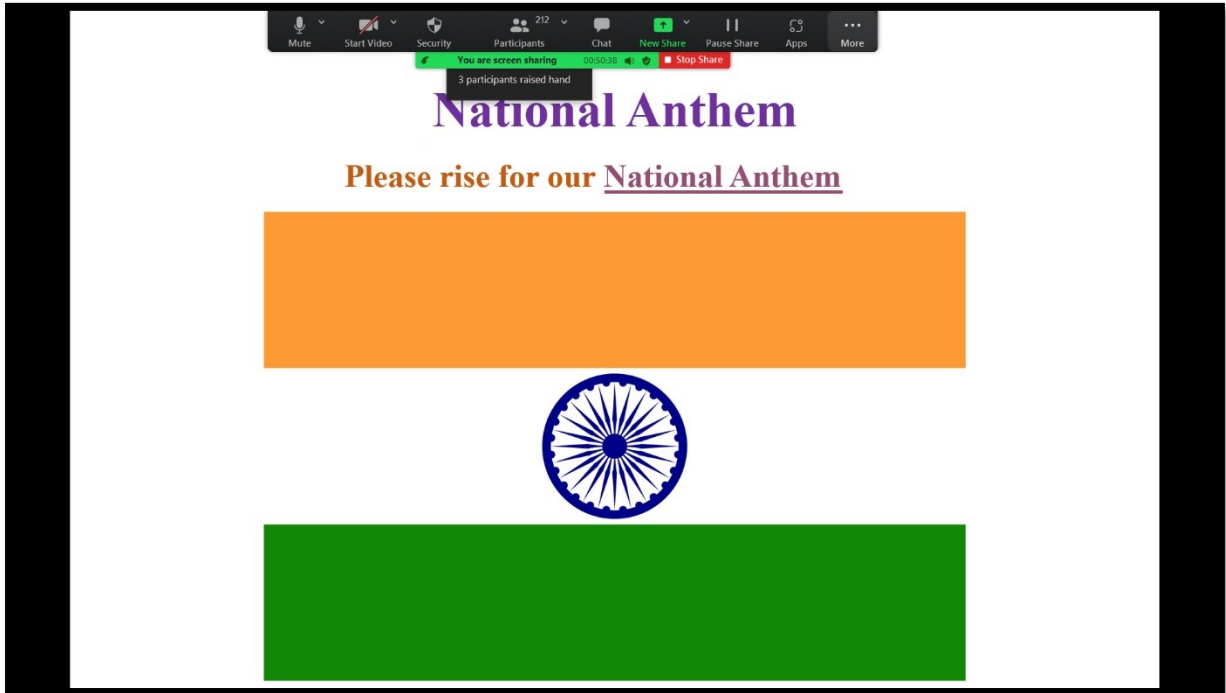 212
Mute Start Video Security Participants Chat New Share Pause Share Apps More
You are screen sharing 00:50:38 Stop Share
3 participants raised hand
National Anthem
Please rise for our National Anthem